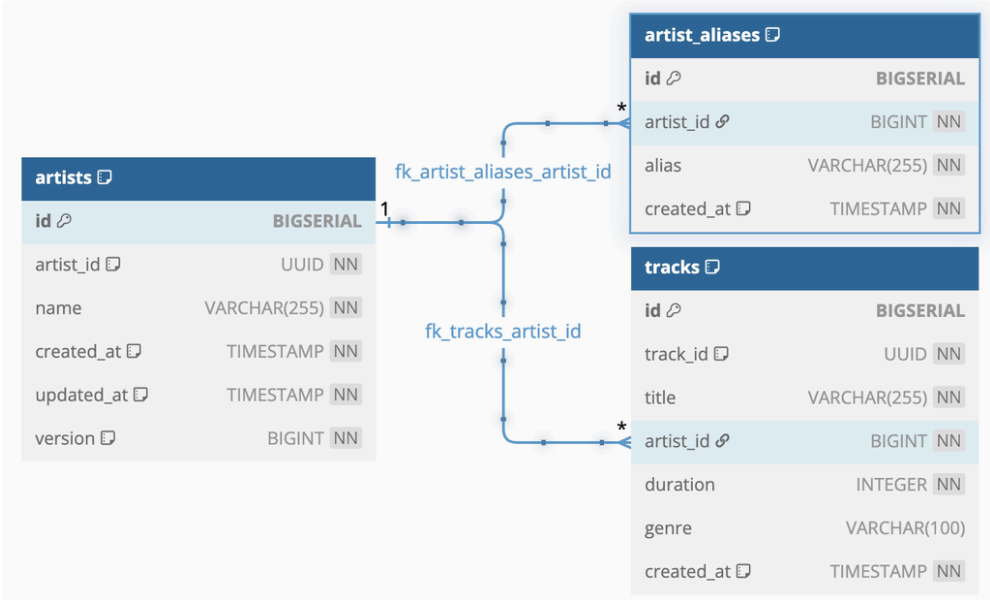 artists
id BIGSERIAL
artist_id UUID NN
name VARCHAR(255) NN
created_at TIMESTAMP NN
updated_at TIMESTAMP NN
version BIGINT NN
1
fk_artist_aliases_artist_id
fk_tracks_artist_id
*
artist_aliases
id BIGSERIAL
artist_id BIGINT NN
alias VARCHAR(255) NN
created_at TIMESTAMP NN
*
tracks
id BIGSERIAL
track_id UUID NN
title VARCHAR(255) NN
artist_id BIGINT NN
duration INTEGER NN
genre VARCHAR(100)
created_at TIMESTAMP NN